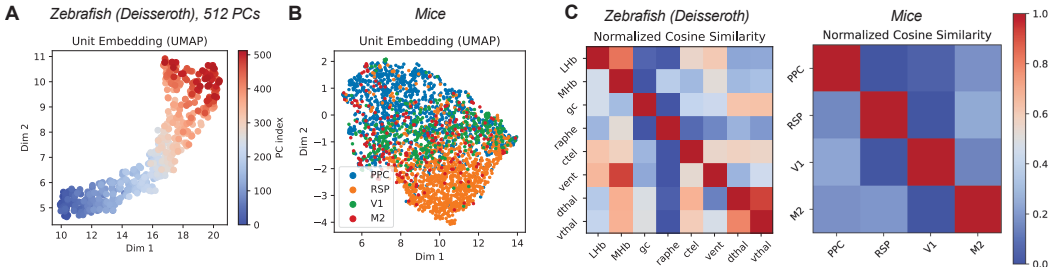 A
Zebrafish (Deisseroth), 512 PCs
Unit Embedding (UMAP)
Dim 2
11
10
9
8
7
6
5
10
12
14
16
18
20
Dim 1
500
400
300
200
100
0
PC index
B
Mice
Unit Embedding (UMAP)
Dim 2
2
1
0
−1
−2
−3
−4
PPC
RSP
V1
M2
6
8
10
12
14
Dim 1
C
Zebrafish (Deisseroth)
Normalized Cosine Similarity
LHb
MHb
gc
raphe
ctel
vent
dthal
vthal
LHb
MHb
gc
raphe
ctel
vent
dthal
vthal
Mice
Normalized Cosine Similarity
PPC
RSP
V1
M2
PPC
RSP
V1
M2
1.0
0.8
0.6
0.4
0.2
0.0